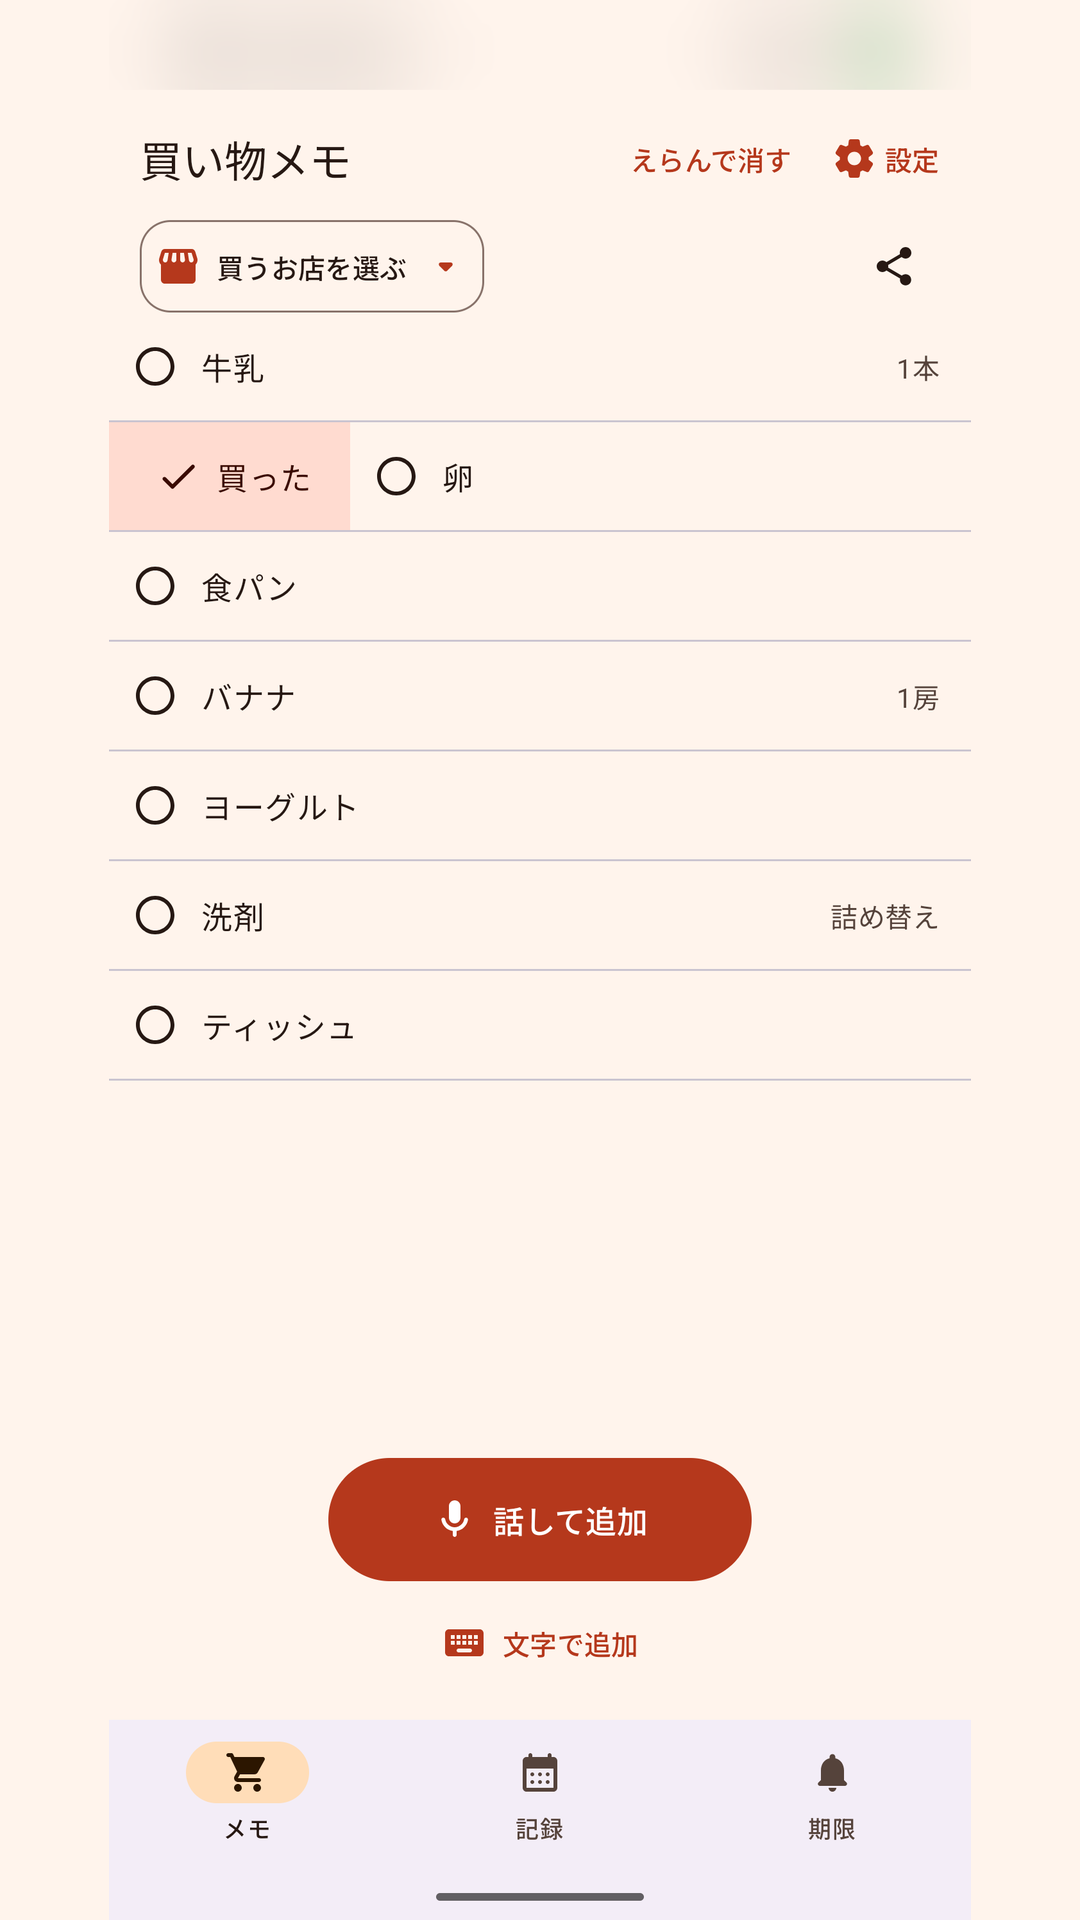 買い物メモ
えらんで消す
設定
買うお店を選ぶ
牛乳
1本
買った
卵
食パン
バナナ
1房
ヨーグルト
洗剤
詰め替え
ティッシュ
話して追加
文字で追加
メモ
記録
期限